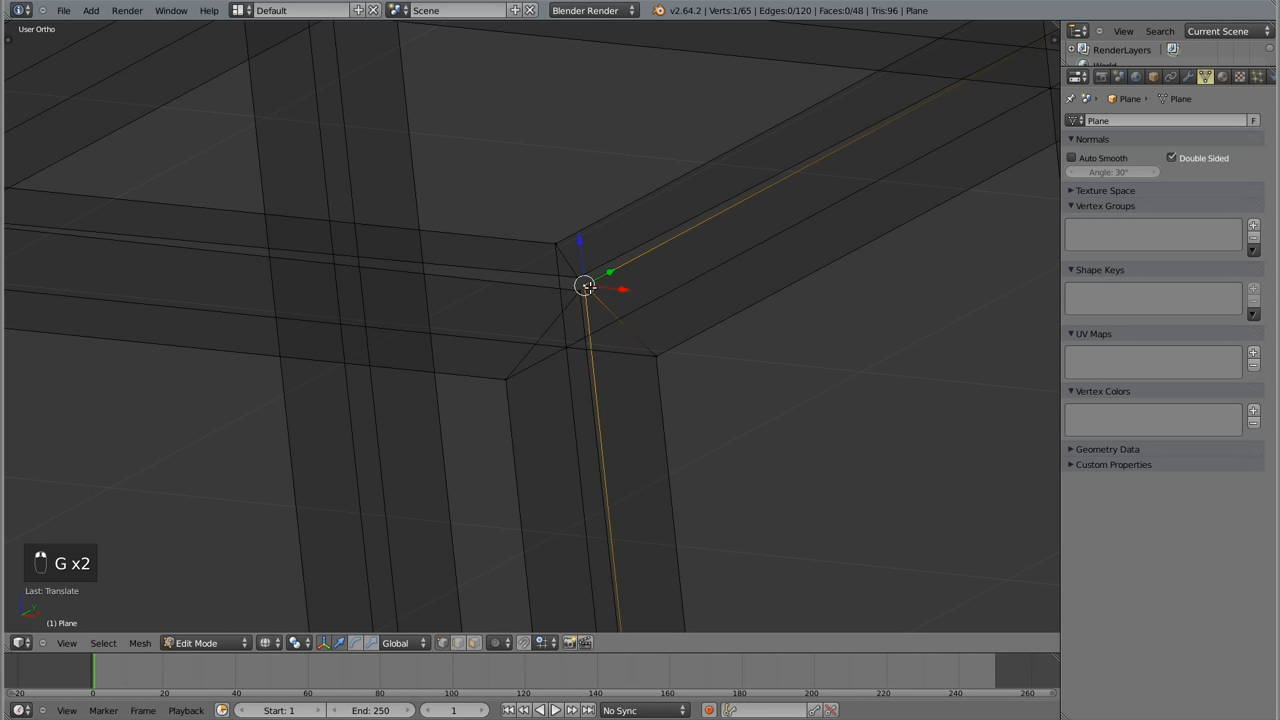 File Add Render Window Help Default Scene Blender Render v2.64.2 | Verts:1/65 | Edges:0/120 | Faces:0/48 | Tris:96 | Plane
User Ortho
View Search Current Scene
RenderLayers
Plane Plane
Plane F
Normals
Auto Smooth Double Sided
Angle: 30°
Texture Space
Vertex Groups
Shape Keys
UV Maps
Vertex Colors
Geometry Data
Custom Properties
G x2
Last: Translate
(1) Plane
View Select Mesh Edit Mode Global
-20 0 20 40 60 80 100 120 140 160 180 200 220 240 260
View Marker Frame Playback Start: 1 End: 250 1 No Sync